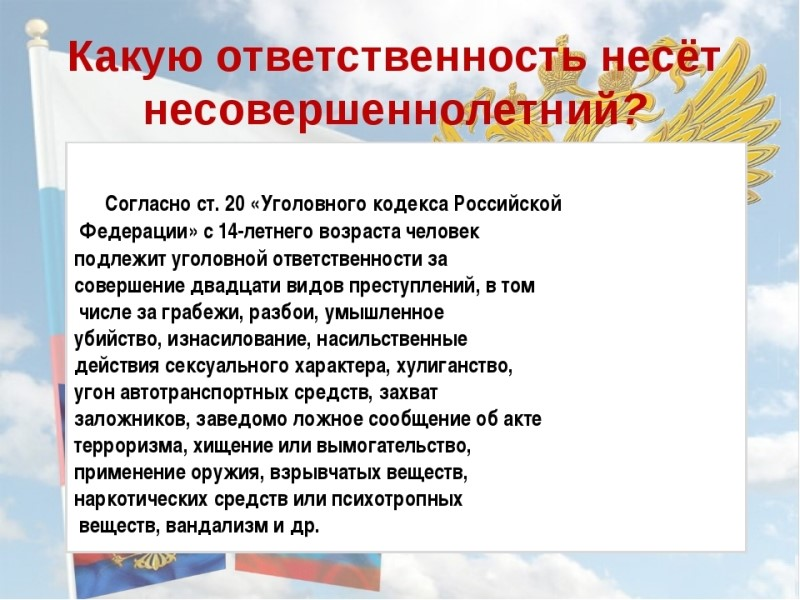 Какую ответственность несёт
несовершеннолетний?
Согласно ст. 20 «Уголовного кодекса Российской
Федерации» с 14-летнего возраста человек
подлежит уголовной ответственности за
совершение двадцати видов преступлений, в том
числе за грабежи, разбои, умышленное
убийство, изнасилование, насильственные
действия сексуального характера, хулиганство,
угон автотранспортных средств, захват
заложников, заведомо ложное сообщение об акте
терроризма, хищение или вымогательство,
применение оружия, взрывчатых веществ,
наркотических средств или психотропных
веществ, вандализм и др.